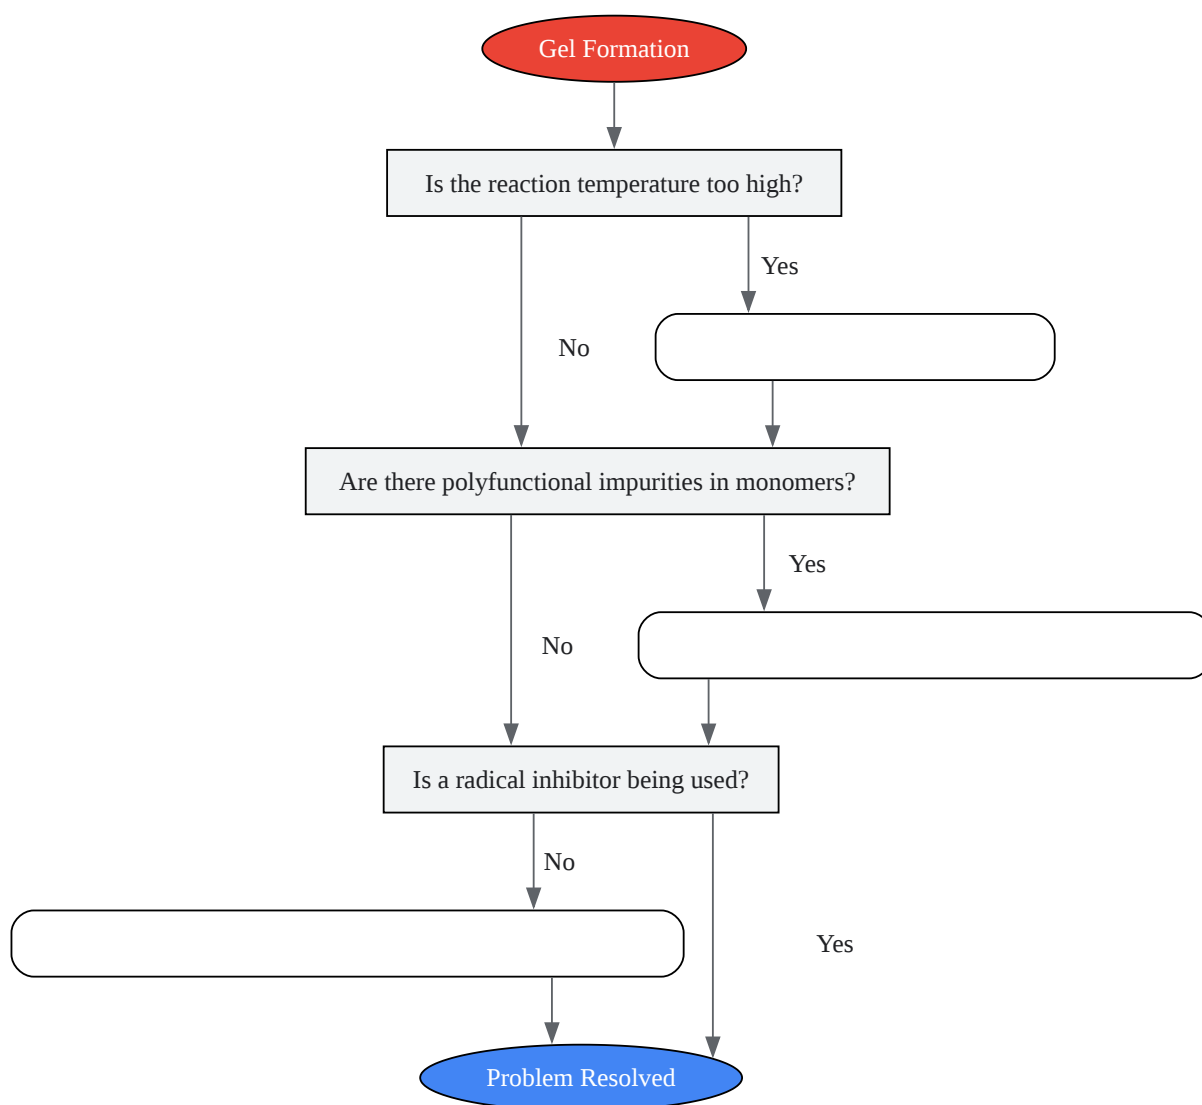 Gel Formation
Is the reaction temperature too high?
Yes
No
Are there polyfunctional impurities in monomers?
Yes
No
Is a radical inhibitor being used?
No
Yes
Problem Resolved